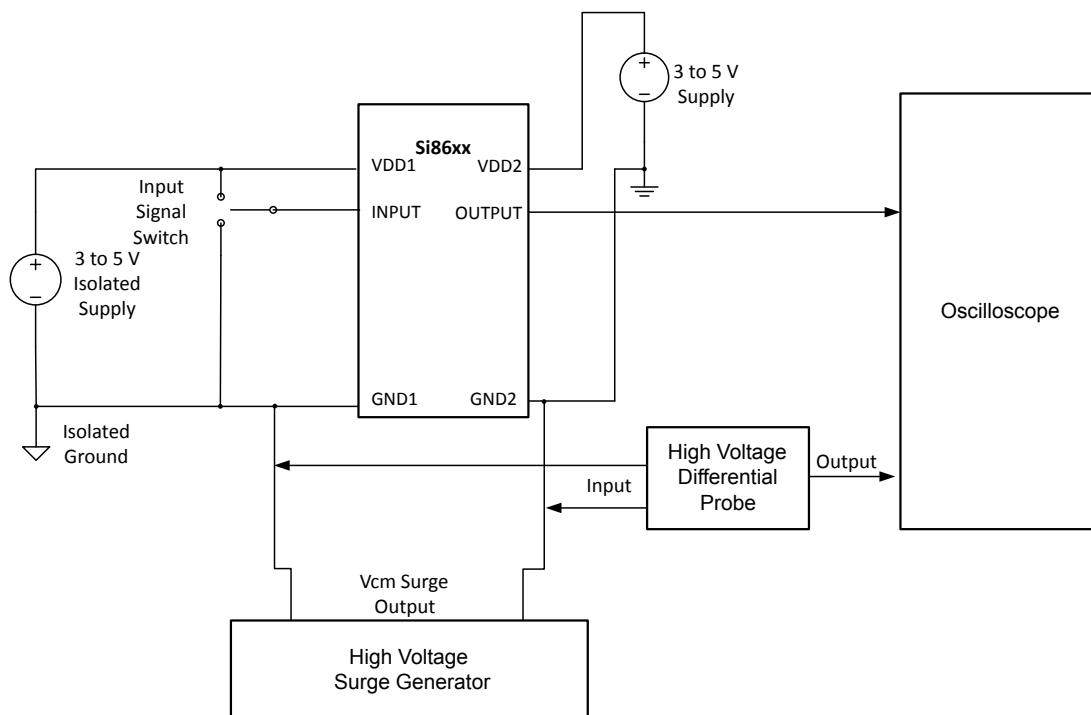 3 to 5 V
Supply
Si86xx
VDD1
VDD2
Input
Signal
Switch
INPUT
OUTPUT
+
−
3 to 5 V
Isolated
Supply
+
−
Oscilloscope
GND1
GND2
Isolated
Ground
High Voltage
Differential
Probe
Input
Output
Vcm Surge
Output
High Voltage
Surge Generator